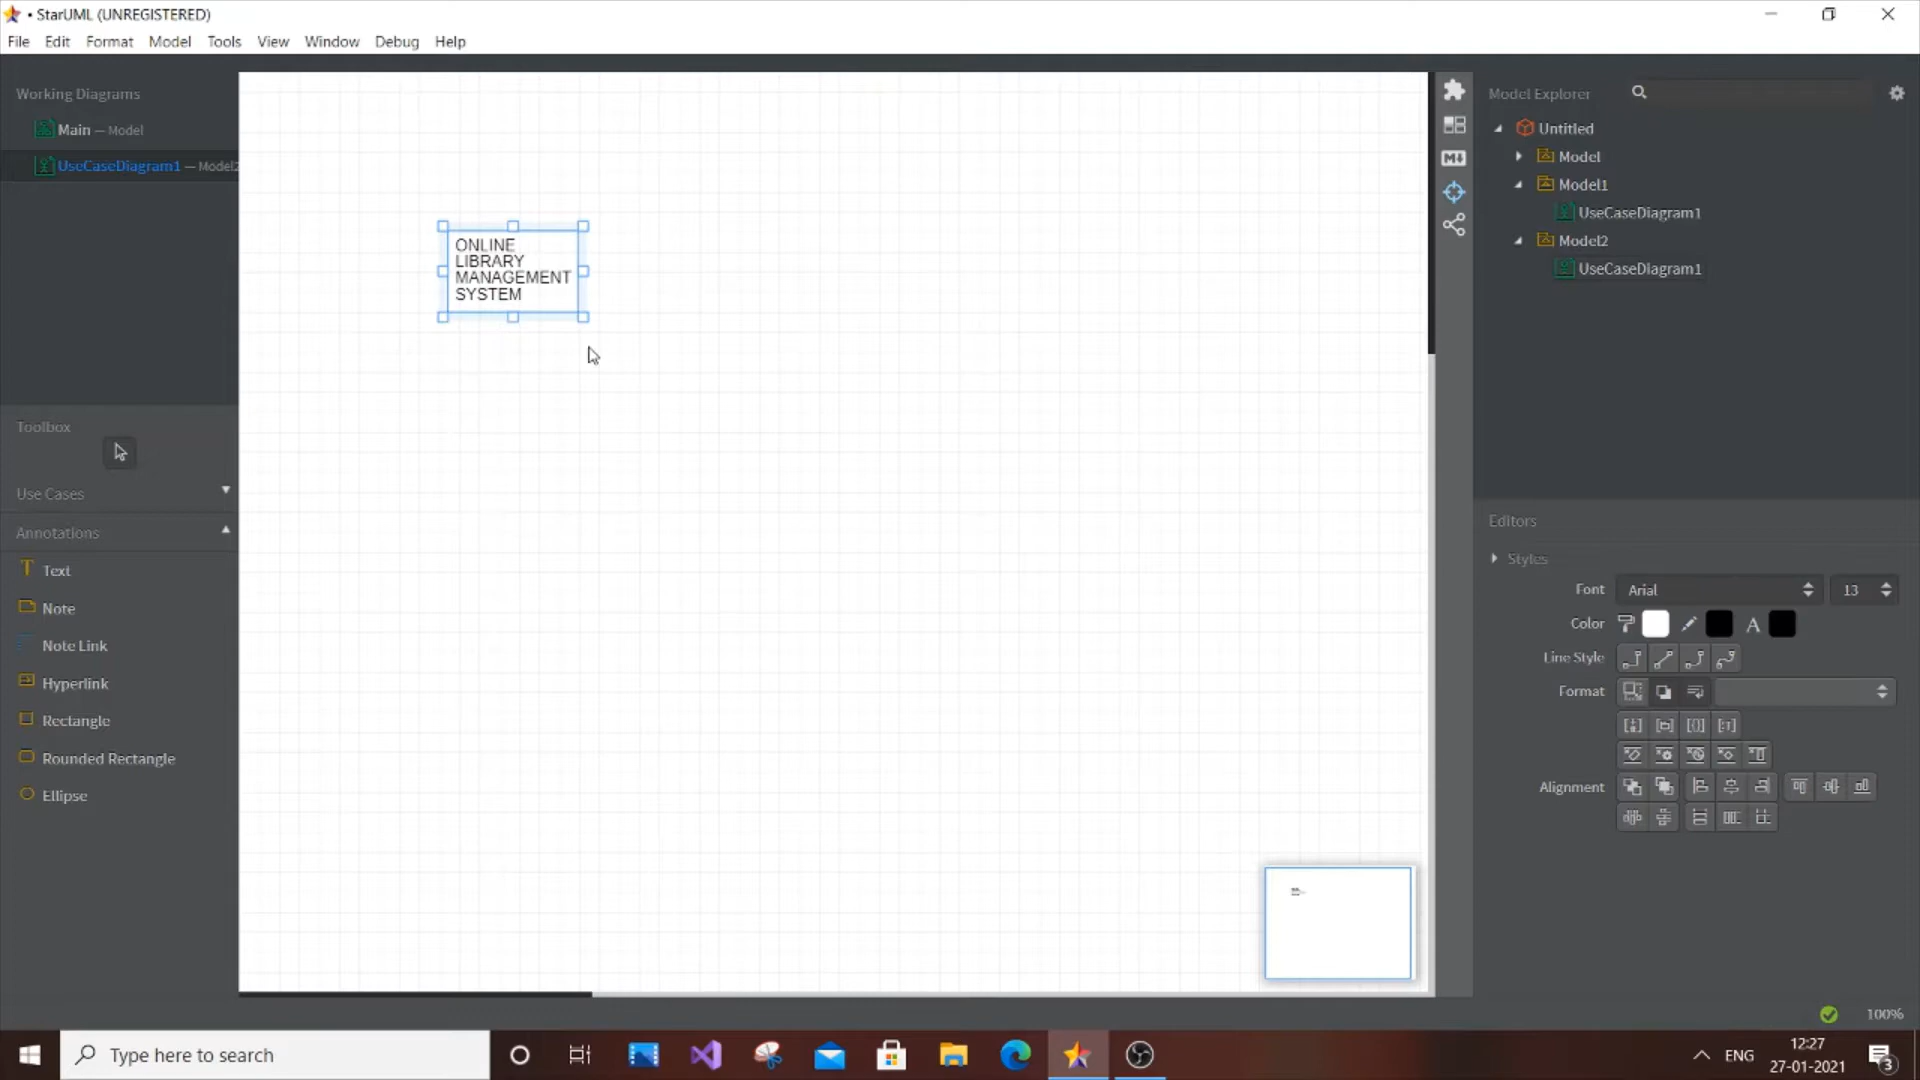 • StarUML (UNREGISTERED)
File Edit Format Model Tools View Window Debug Help
Working Diagrams
Main — Model
UseCaseDiagram1 — Model2
Toolbox
Use Cases
Annotations
Text
Note
Note Link
Hyperlink
Rectangle
Rounded Rectangle
Ellipse
ONLINE
LIBRARY
MANAGEMENT
SYSTEM
Model Explorer
Untitled
Model
Model1
UseCaseDiagram1
Model2
UseCaseDiagram1
Editors
Styles
Font Arial 13
Color A
Line Style
Format
Alignment
100%
Type here to search
ENG
12:27
27-01-2021
3